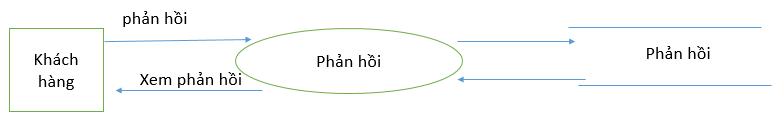 phản hồi
Khách
hàng
Phản hồi
Phản hồi
Xem phản hồi